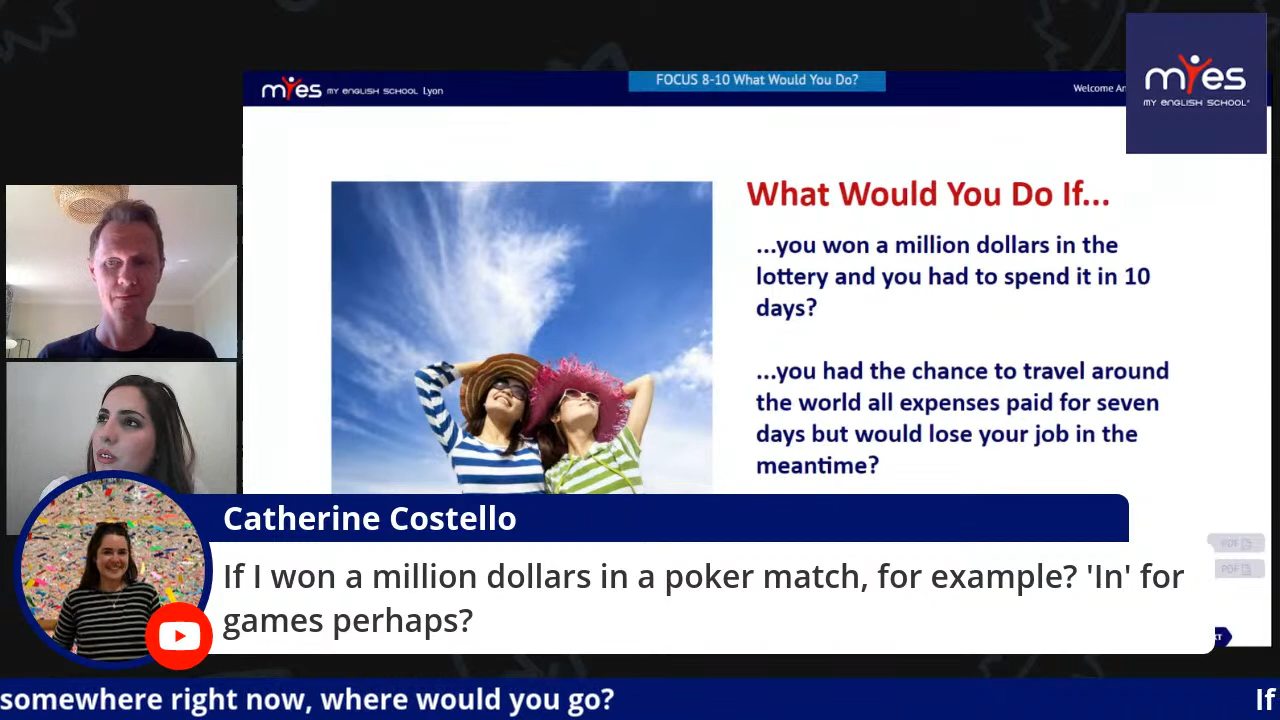 myes MY ENGLISH SCHOOL Lyon
FOCUS 8-10 What Would You Do?
Welcome An
myes
MY ENGLISH SCHOOL
What Would You Do If...
...you won a million dollars in the
lottery and you had to spend it in 10
days?
...you had the chance to travel around
the world all expenses paid for seven
days but would lose your job in the
meantime?
PDF
PDF
Catherine Costello
If I won a million dollars in a poker match, for example? 'In' for
games perhaps?
somewhere right now, where would you go?
If